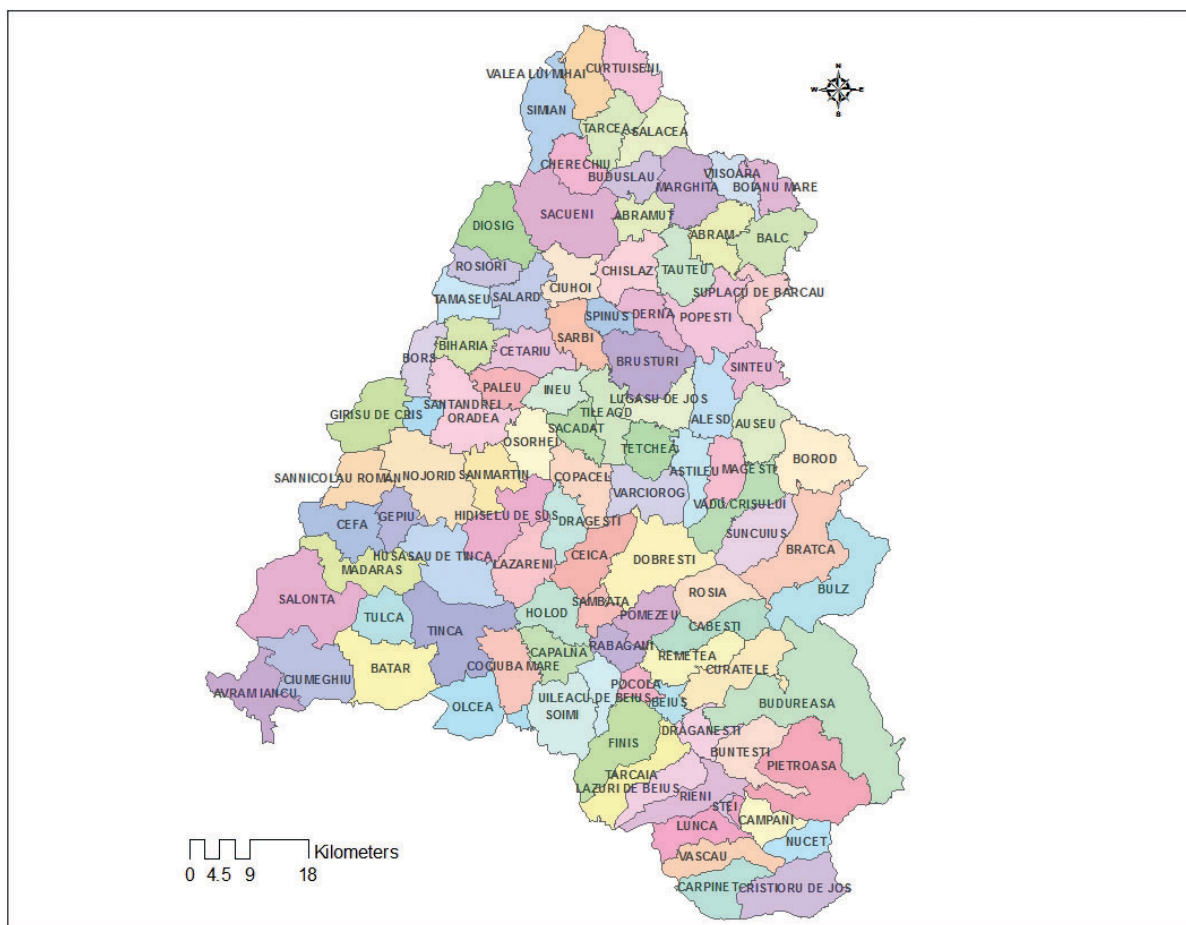 N
W E
S
VALEA LUI MIHAI
CURTUISENI
SIMIAN
TARCEA
SALACEA
CHERECHIU
BUDUSLAU
MARGHITA
VIISOARA
BOIANU MARE
DIOSIG
SACUENI
ABRAMUT
ABRAM
BALC
ROSIORI
CIUHOI
CHISLAZ
TAUTEU
TAMASEU
SALARD
SUPLACU DE BARCAU
SPINUS
DERNA
POPESTI
BORS
BIHARIA
CETARIU
SARBI
BRUSTURI
SINTEU
PALEU
INEU
LUGASU DE JOS
GIRISU DE CRIS
SANTANDREI
ORADEA
TILEAGD
ALESD
AUSEU
SACADAT
OSORHEI
TETCHEA
BOROD
SANNICOLAU ROMAN
NOJORID
SANMARTIN
COPACEL
ASTILEU
MAGESTI
VARCIOROG
VADU CRISULUI
CEFA
GEPIU
HIDISELU DE SUS
DRAGESTI
SUNCUIUS
BRATCA
MADARAS
HUSASAU DE TINCA
LAZARENI
CEICA
DOBRESTI
BULZ
SALONTA
ROSIA
TULCA
HOLOD
SAMBATA
POMEZEU
TINCA
CABESTI
CAPALNA
RABAGANI
REMETEA
BATAR
COCIUBA MARE
CURATELE
AVRAM IANCU
CIUMEGHIU
POCOLA
OLCEA
UILEACU DE BEIUS
BEIUS
BUDUREASA
SOIMI
DRAGANESTI
FINIS
BUNTESTI
PIETROASA
TARCAIA
LAZURI DE BEIUS
RIENI
STEI
LUNCA
CAMPANI
NUCET
VASCAU
CARPINET
CRISTIORU DE JOS
Kilometers
0 4.5 9 18